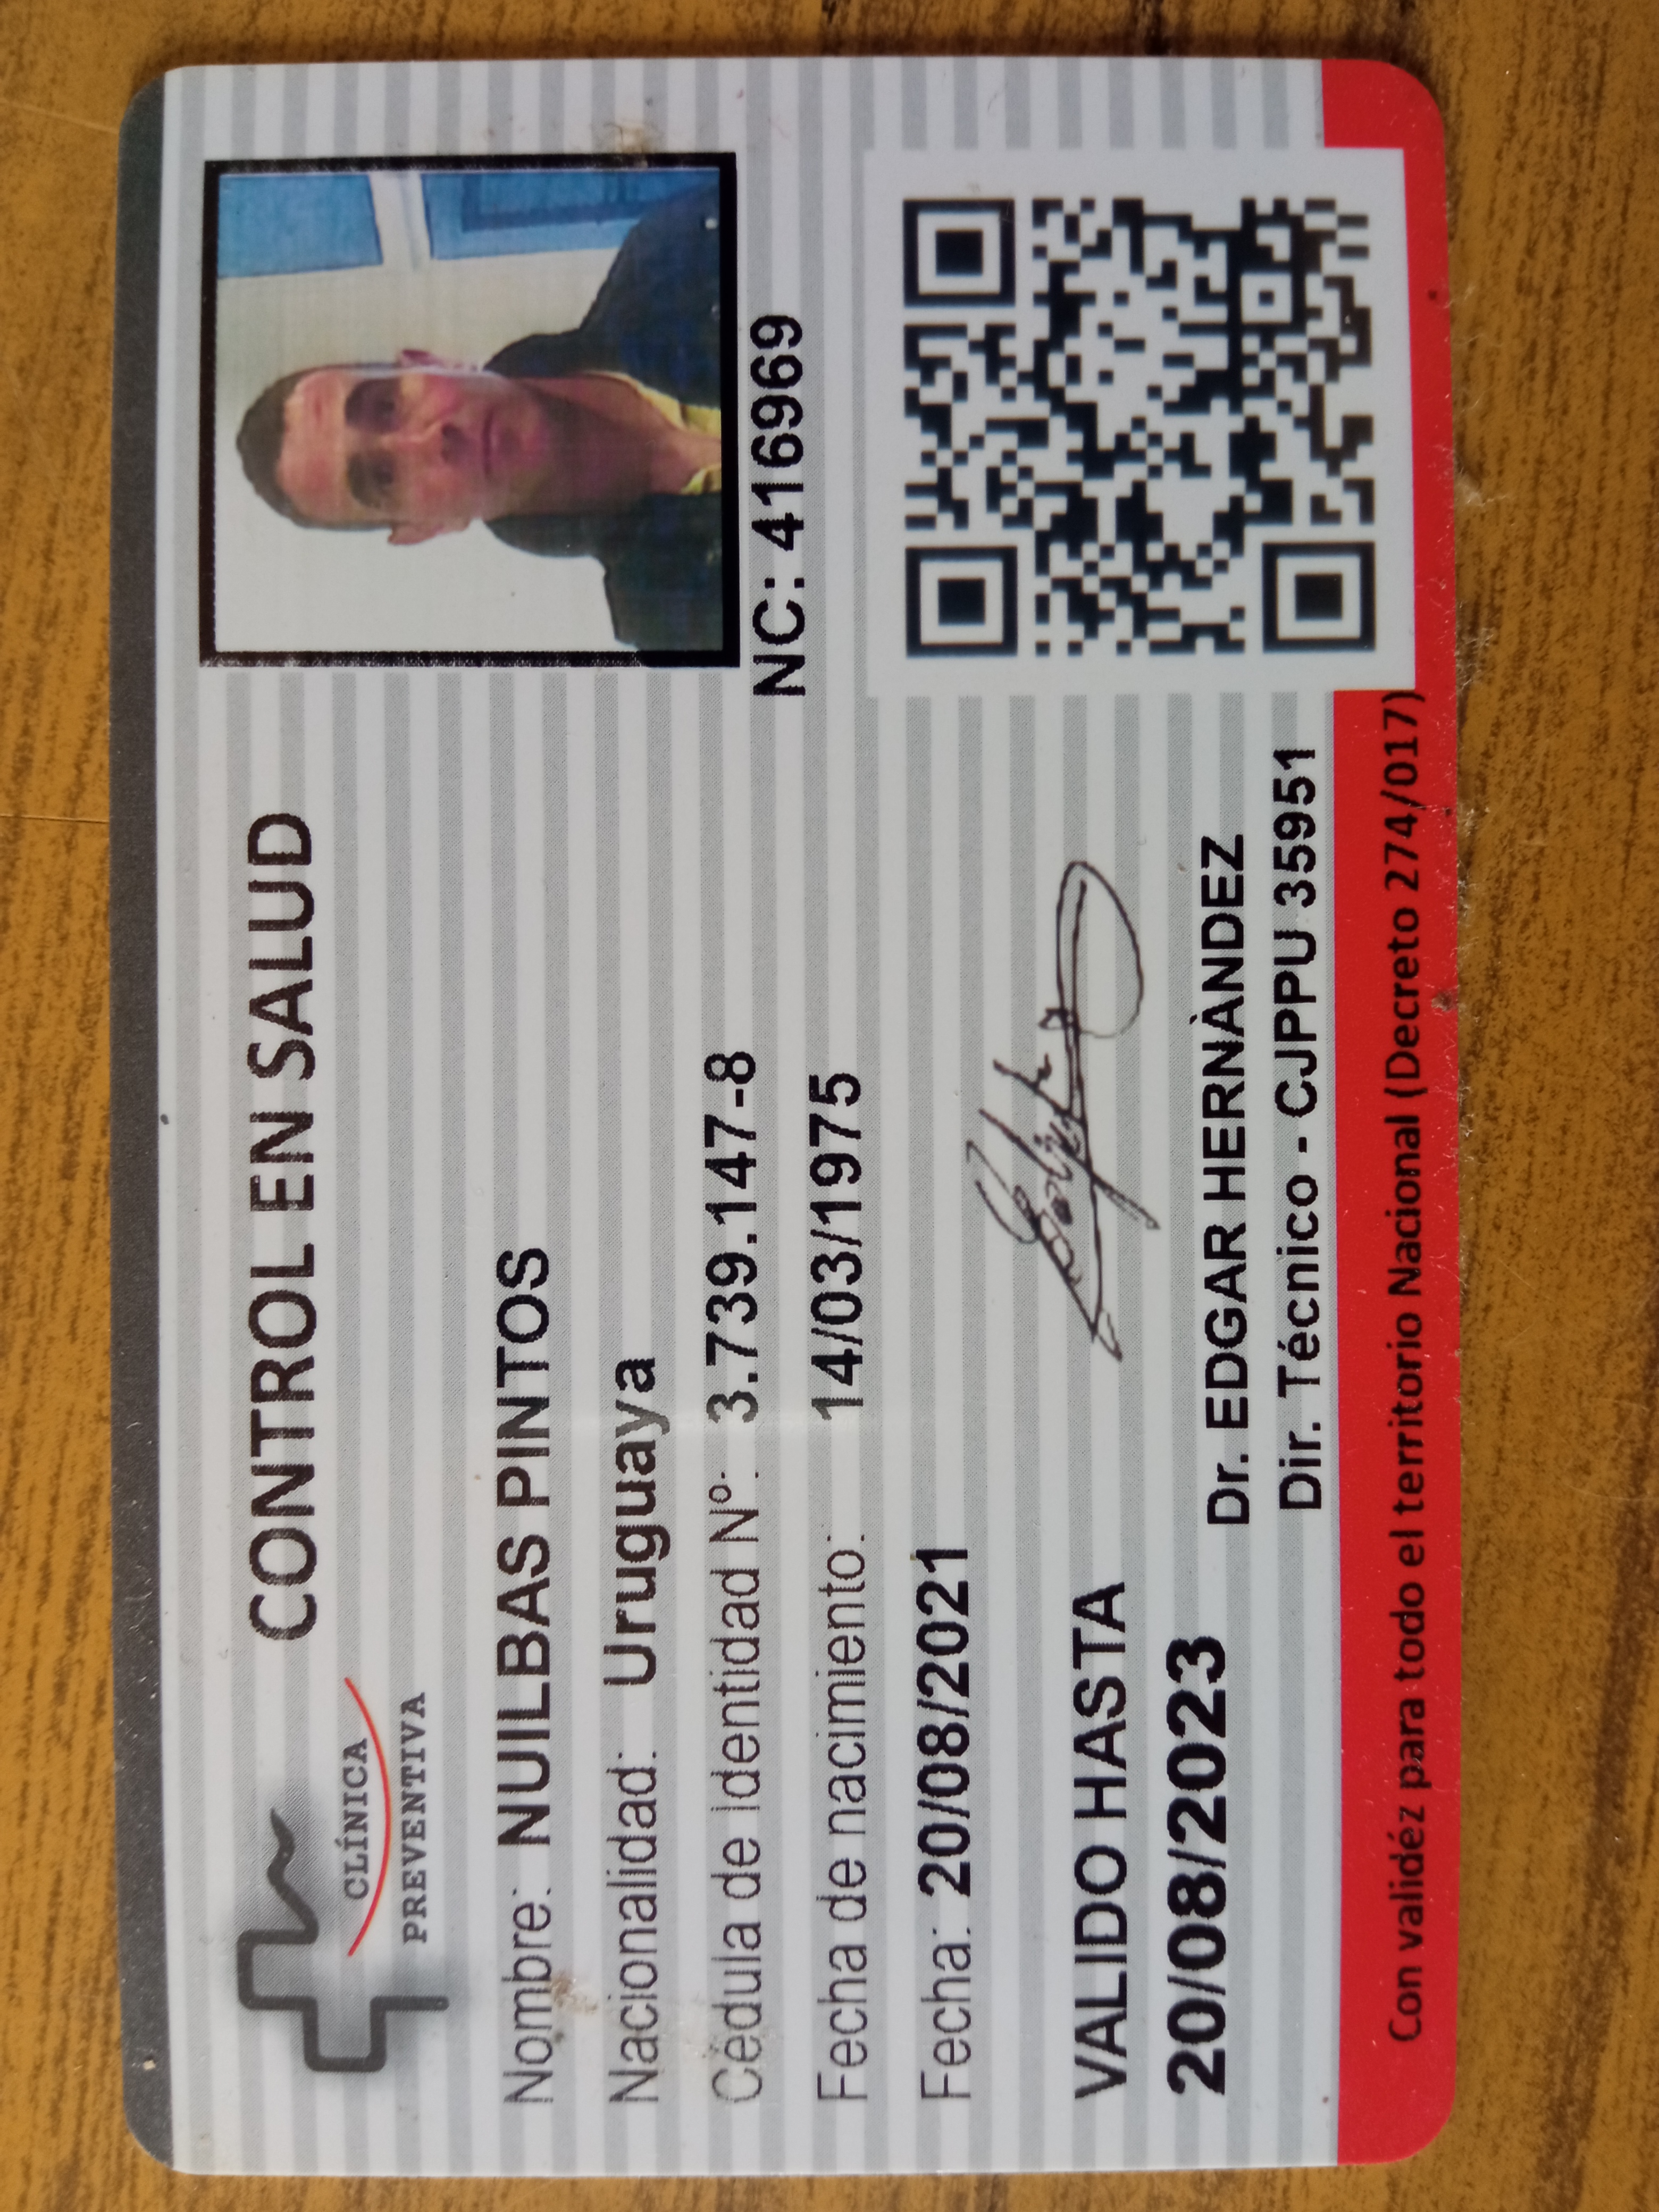 CONTROL EN SALUD
CLÍNICA
PREVENTIVA
Nombre: NUILBAS PINTOS
Nacionalidad: Uruguaya
Cédula de Identidad Nº: 3.739.147-8
NC: 416969
Fecha de nacimiento: 14/03/1975
Fecha: 20/08/2021
VALIDO HASTA
20/08/2023
Dr. EDGAR HERNÀNDEZ
Dir. Técnico - CJPPU 35951
Con validéz para todo el territorio Nacional (Decreto 274/017)